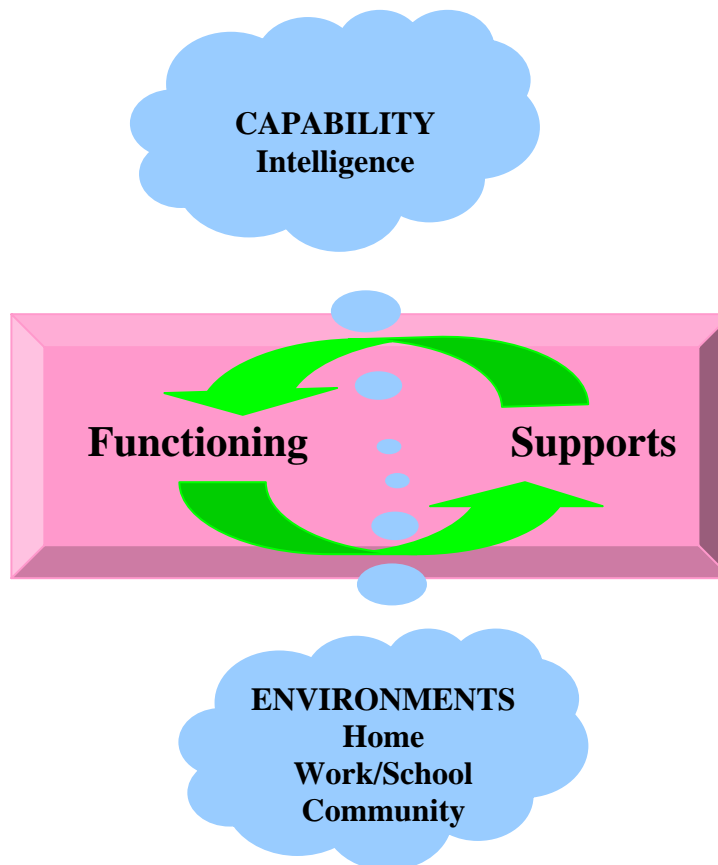 CAPABILITY
Intelligence
Functioning
Supports
ENVIRONMENTS
Home
Work/School
Community